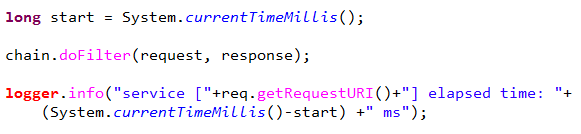 long start = System.currentTimeMillis();
chain.doFilter(request, response);
logger.info("service ["+req.getRequestURI()+"] elapsed time: "+
(System.currentTimeMillis()-start) +" ms");